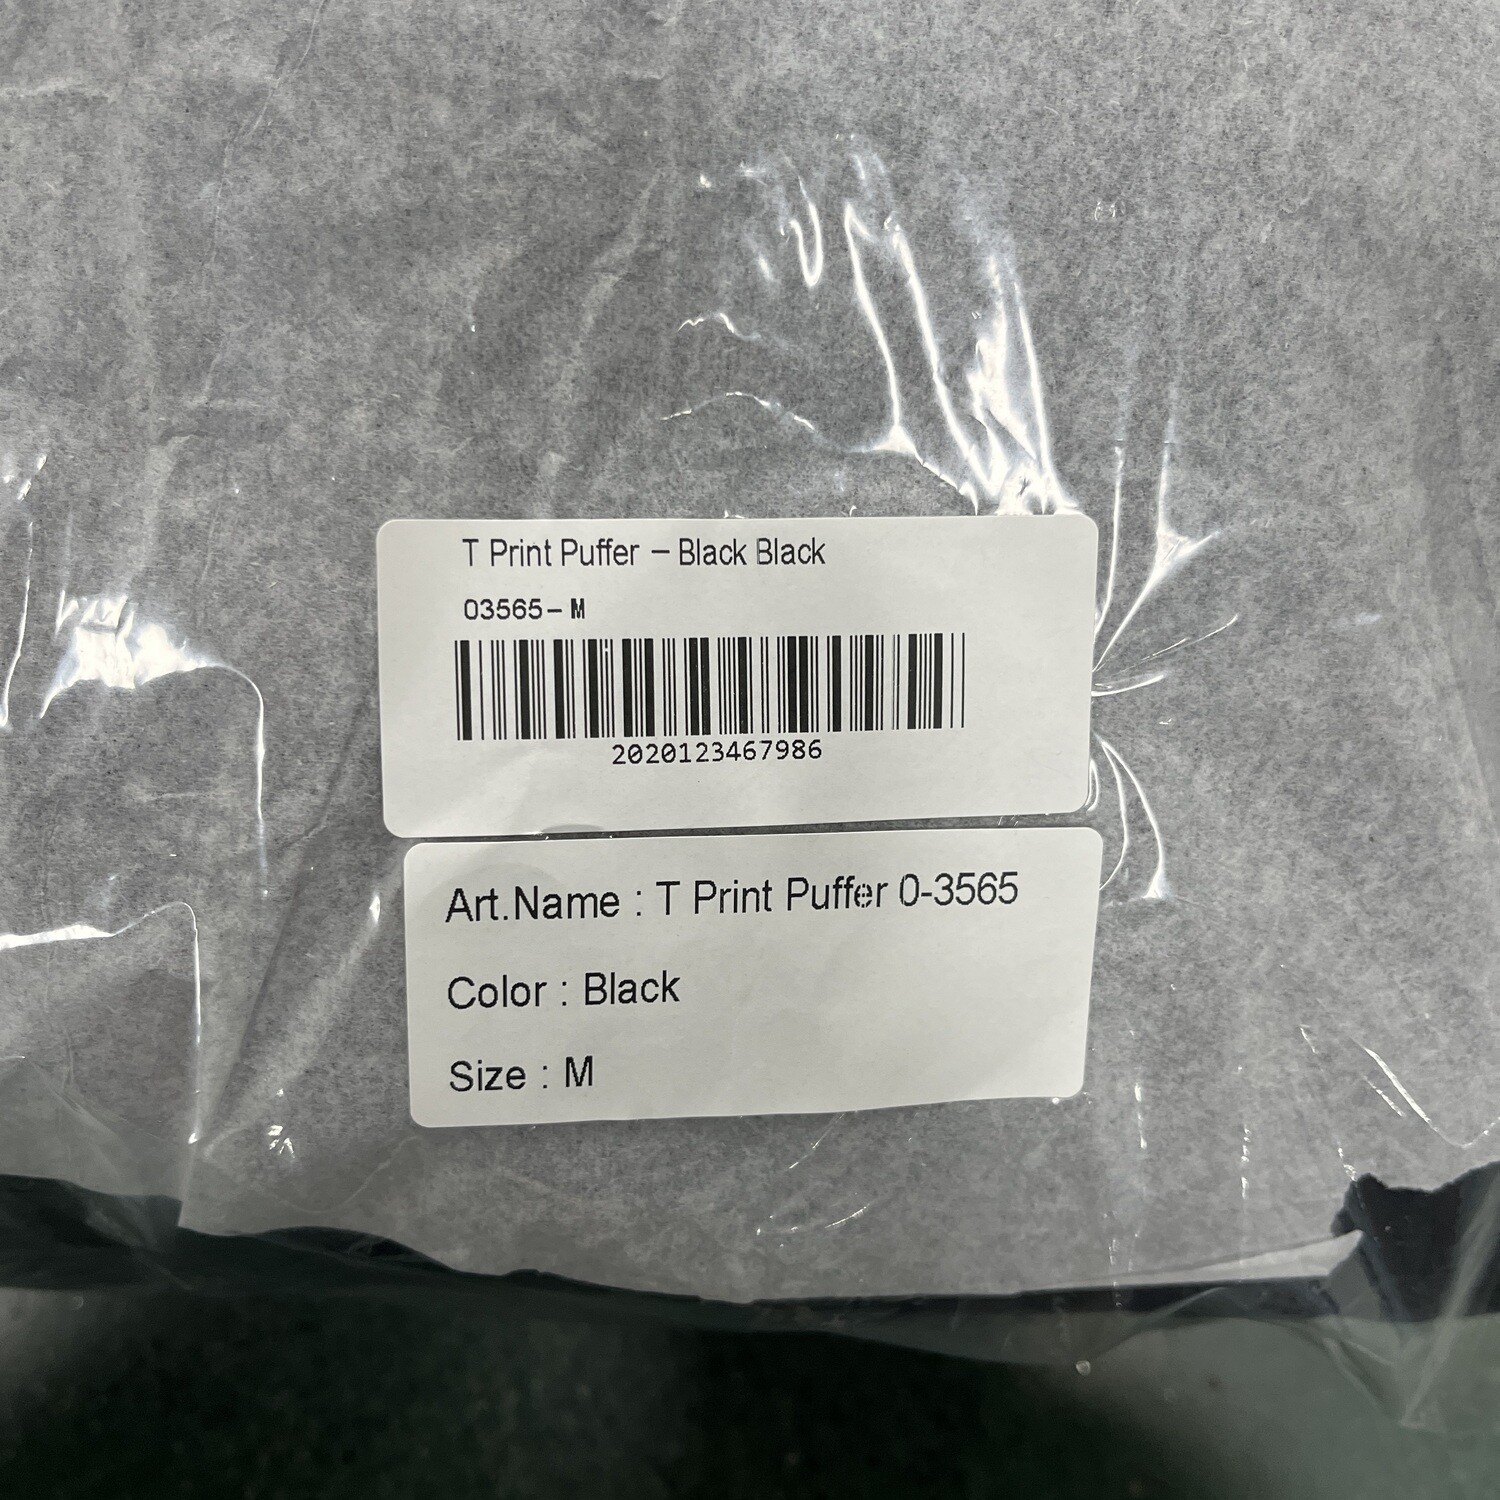 T Print Puffer – Black Black
03565- M
2020123467986
Art.Name : T Print Puffer 0-3565
Color : Black
Size : M